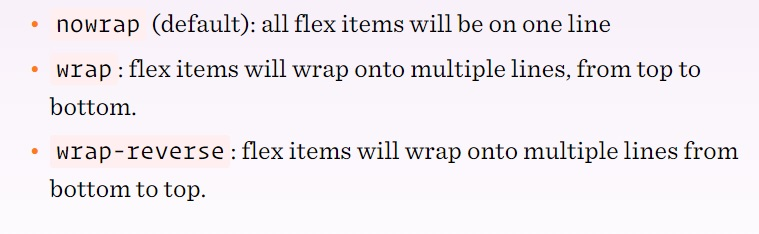 • nowrap (default): all flex items will be on one line
• wrap: flex items will wrap onto multiple lines, from top to
bottom.
• wrap-reverse: flex items will wrap onto multiple lines from
bottom to top.